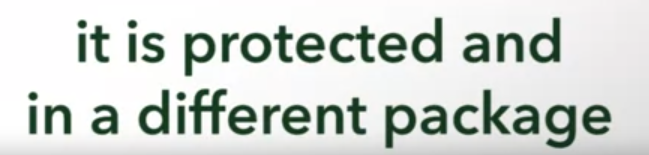 it is protected and
in a different package